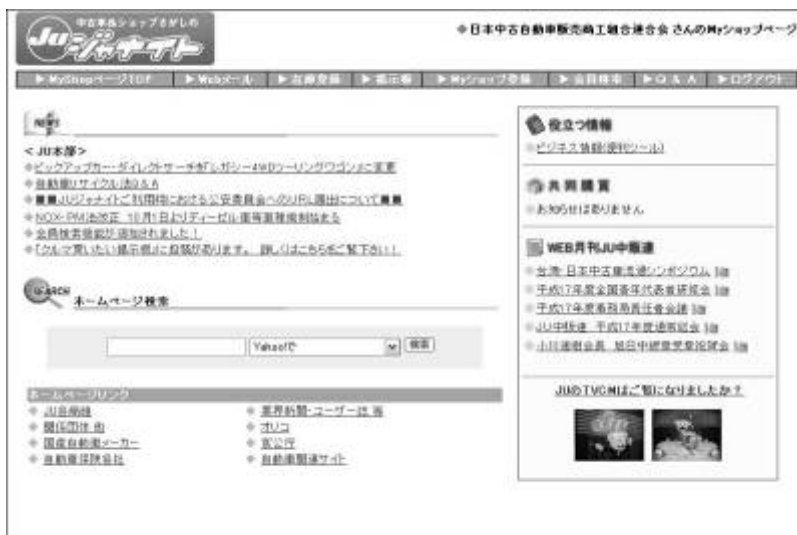 中古車各ショップさがしの
JUジャナイト
日本中古自動車販売商工組合連合会 さんのMyショップページ
MyShopページTOP
Webメール
在庫登録
掲示板
Myショップ登録
会員検索
Q & A
ログアウト
NEWS
< JU本部 >
ビックアップカー・ダイレクトサーチが「レガシー4WDツーリングワゴン」に変更
自動車リサイクル法Q&A
■■JUジャナイトご利用時における公安委員会へのURL届出について■■
NOX・PM法改正 10月1日よりディーゼル車等車種規制始まる
会員検索機能が追加されました!
「クルマ買いたい掲示板」に投稿があります。 詳しくはこちらをご覧下さい!
SEARCH
ホームページ検索
Yahoo!で
検索
ホームページリンク
JU各商組
業界新聞・ユーザー誌 等
関係団体 他
オリコ
国産自動車メーカー
官公庁
自動車保険会社
自動車関連サイト
役立つ情報
ビジネス情報(便利ツール)
共同購買
お知らせはありません
WEB月刊JU中販連
台湾・日本中古車流通シンポジウム
平成17年度全国青年代表者研修会
平成17年度事務局責任者会議
JU中販連 平成17年度通常総会
小川運樹会長 旭日中綬章受章祝賀会
JUのTVCMはご覧になりましたか?